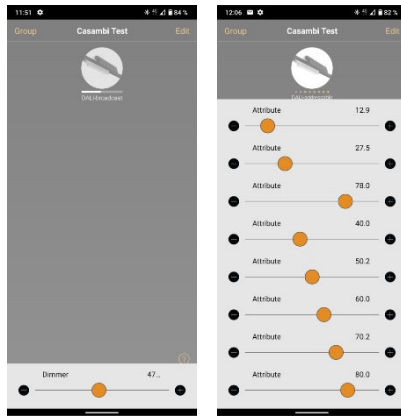 11:51
84 %
Group Casambi Test Edit
DALI-broadcast
?
Dimmer 47..
12:06
82 %
Group Casambi Test Edit
DALI-addressable
Attribute 12.9
Attribute 27.5
Attribute 78.0
Attribute 40.0
Attribute 50.2
Attribute 60.0
Attribute 70.2
Attribute 80.0